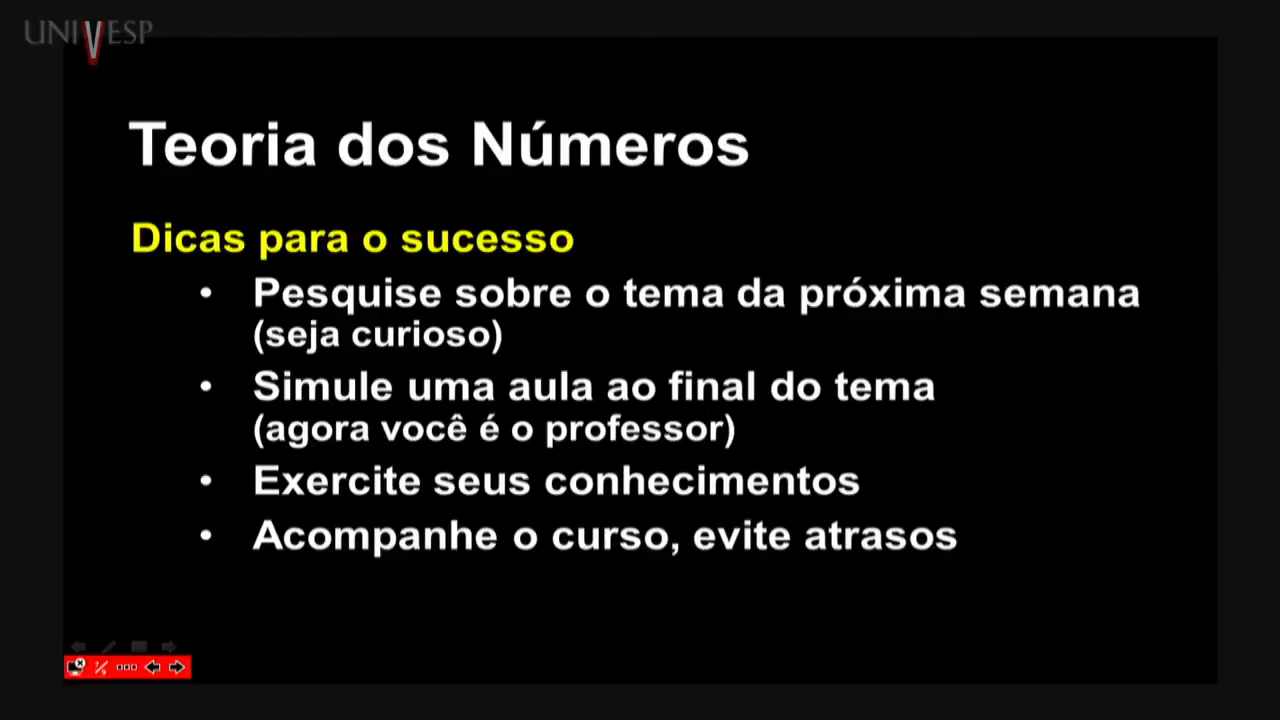 UNIVESP
Teoria dos Números
Dicas para o sucesso
• Pesquise sobre o tema da próxima semana
(seja curioso)
• Simule uma aula ao final do tema
(agora você é o professor)
• Exercite seus conhecimentos
• Acompanhe o curso, evite atrasos